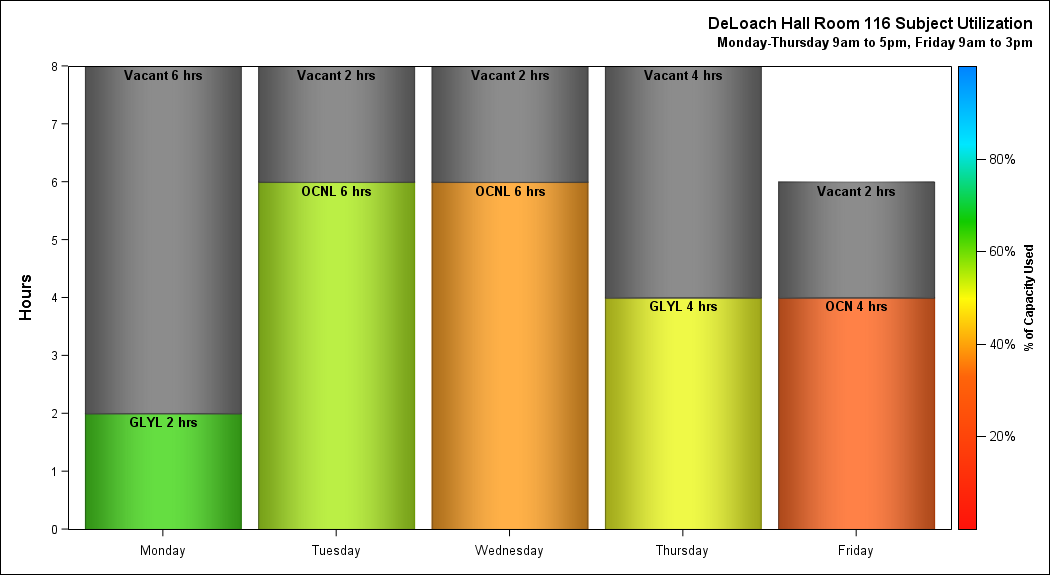 DeLoach Hall Room 116 Subject Utilization
Monday-Thursday 9am to 5pm, Friday 9am to 3pm
Hours
8
7
6
5
4
3
2
1
0
Vacant 6 hrs
GLYL 2 hrs
Vacant 2 hrs
OCNL 6 hrs
Vacant 2 hrs
OCNL 6 hrs
Vacant 4 hrs
GLYL 4 hrs
Vacant 2 hrs
OCN 4 hrs
Monday
Tuesday
Wednesday
Thursday
Friday
80%
60%
40%
20%
% of Capacity Used